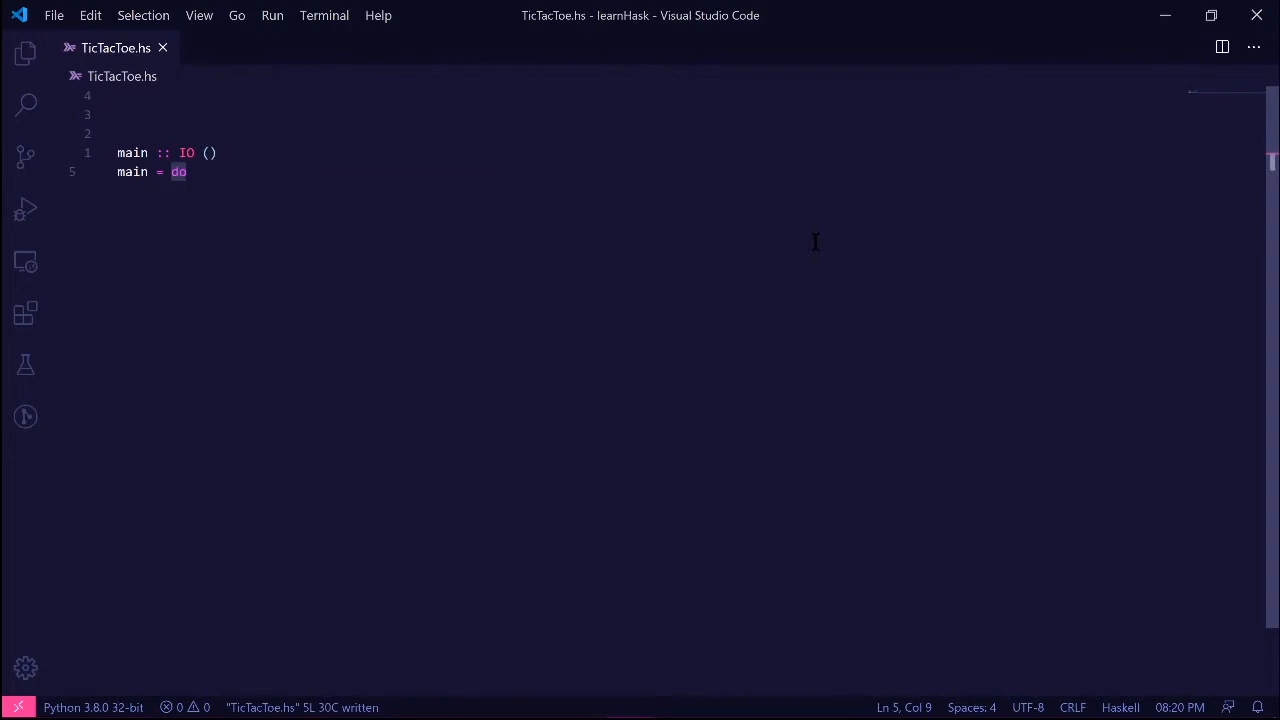 File Edit Selection View Go Run Terminal Help TicTacToe.hs - learnHask - Visual Studio Code
TicTacToe.hs
TicTacToe.hs
4
3
2
1 main :: IO ()
5 main = do
Python 3.8.0 32-bit 0 0 "TicTacToe.hs" 5L 30C written Ln 5, Col 9 Spaces: 4 UTF-8 CRLF Haskell 08:20 PM